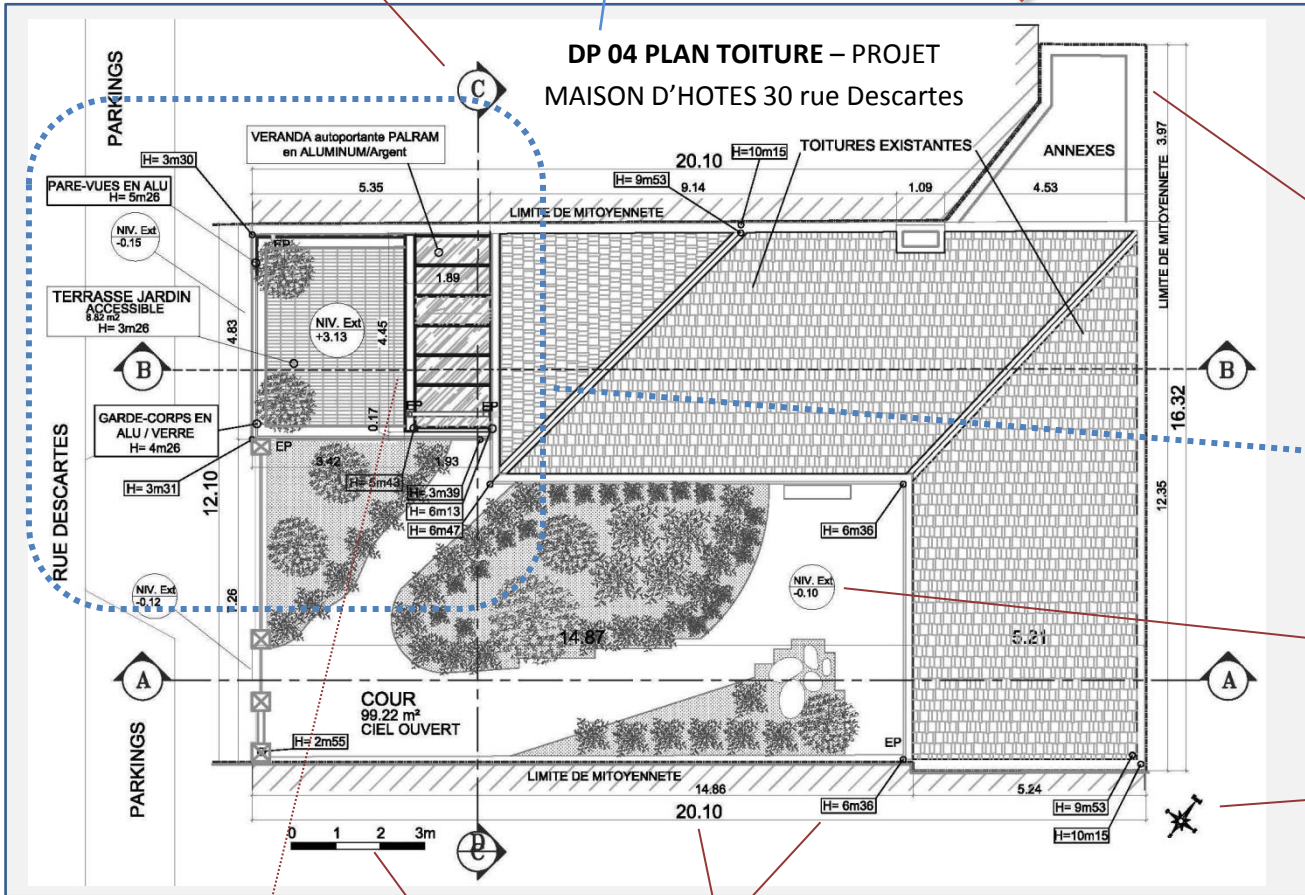 DP 04 PLAN TOITURE – PROJET
MAISON D'HOTES 30 rue Descartes
PARKINGS
C
VERANDA autoportante PALRAM
en ALUMINUM/Argent
20.10
H=10m15
TOITURES EXISTANTES
ANNEXES
3.97
H= 3m30
5.35
H= 9m53
9.14
1.09
4.53
PARE-VUES EN ALU
H= 5m26
LIMITE DE MITOYENNETE
LIMITE DE MITOYENNETE
NIV. Ext
-0.15
EP
1.89
TERRASSE JARDIN
ACCESSIBLE
8.82 m2
H= 3m26
NIV. Ext
+3.13
4.83
4.45
B
B
16.32
GARDE-CORPS EN
ALU / VERRE
H= 4m26
0.17
EP
EP
EP
RUE DESCARTES
H= 3m31
12.10
3.42
1.93
H= 5m43
H= 3m39
H= 6m13
H= 6m47
H= 6m36
12.35
NIV. Ext
-0.12
7.26
NIV. Ext
-0.10
14.87
5.21
A
A
COUR
99.22 m²
CIEL OUVERT
PARKINGS
H= 2m55
EP
LIMITE DE MITOYENNETE
14.86
5.24
H= 6m36
H= 9m53
20.10
H=10m15
0 1 2 3m